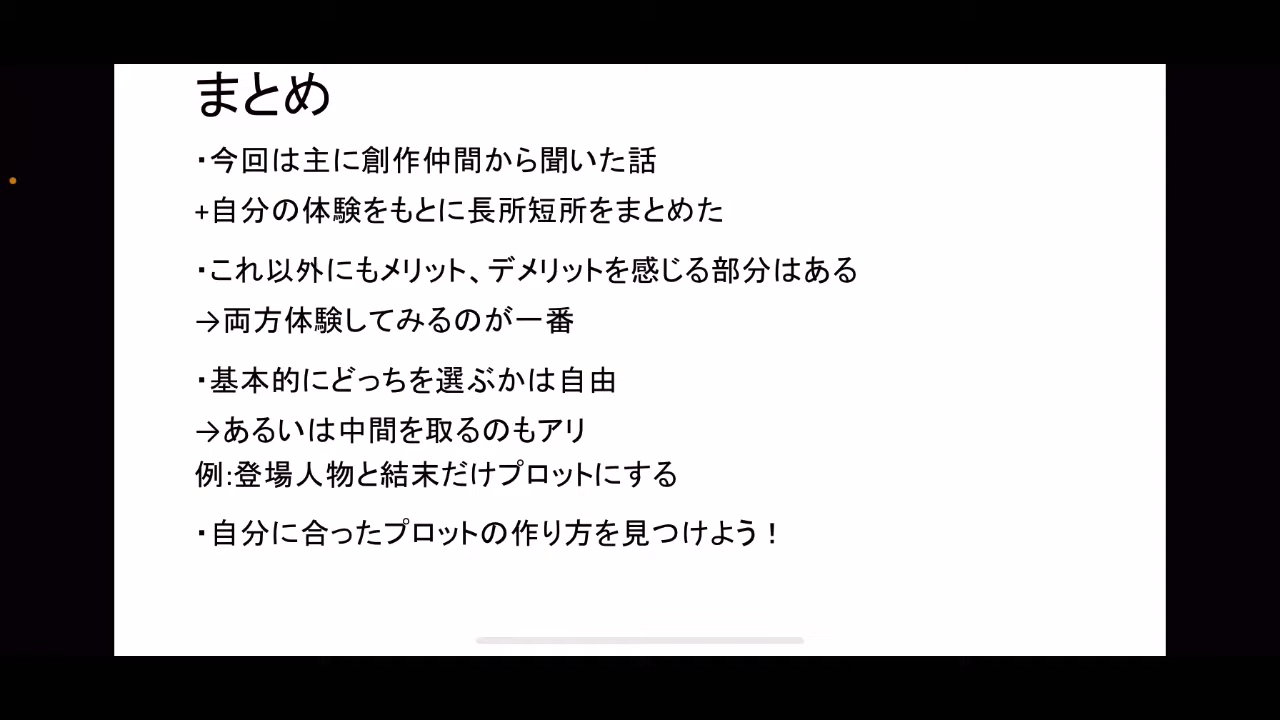 まとめ
・今回は主に創作仲間から聞いた話
+自分の体験をもとに長所短所をまとめた
・これ以外にもメリット、デメリットを感じる部分はある
→両方体験してみるのが一番
・基本的にどっちを選ぶかは自由
→あるいは中間を取るのもアリ
例:登場人物と結末だけプロットにする
・自分に合ったプロットの作り方を見つけよう！